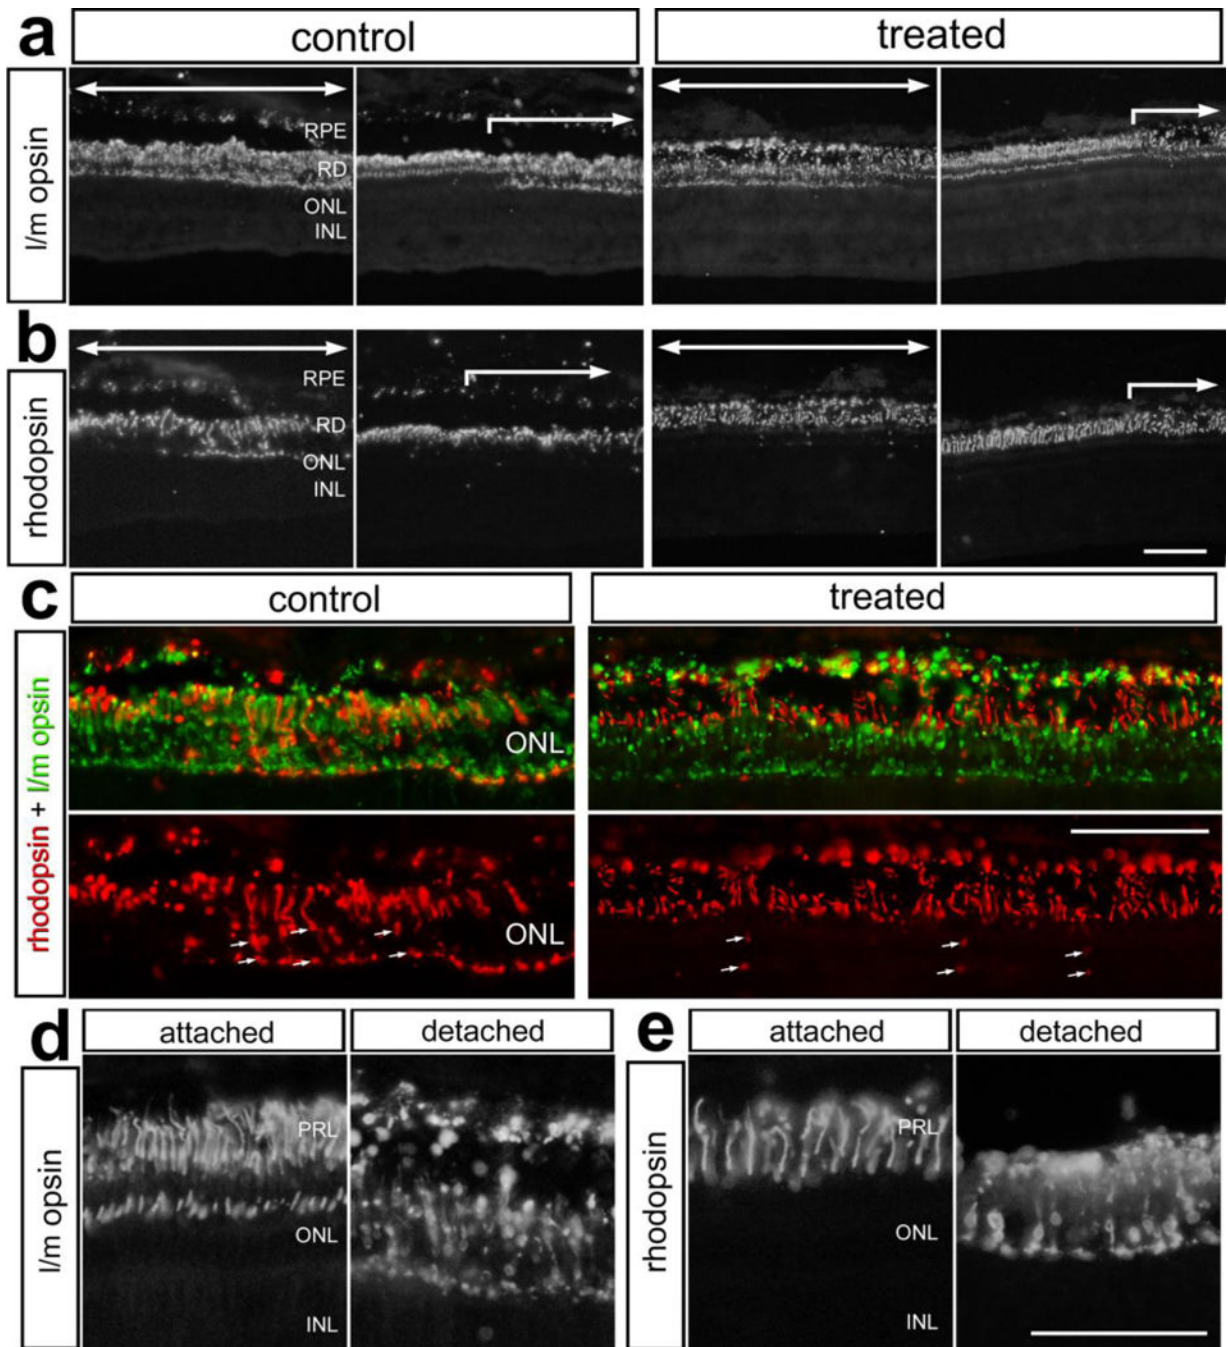 a
control
treated
l/m opsin
RPE
RD
ONL
INL
b
rhodopsin
RPE
RD
ONL
INL
c
control
treated
rhodopsin + l/m opsin
ONL
ONL
d
attached
detached
l/m opsin
PRL
ONL
INL
e
attached
detached
rhodopsin
PRL
ONL
INL